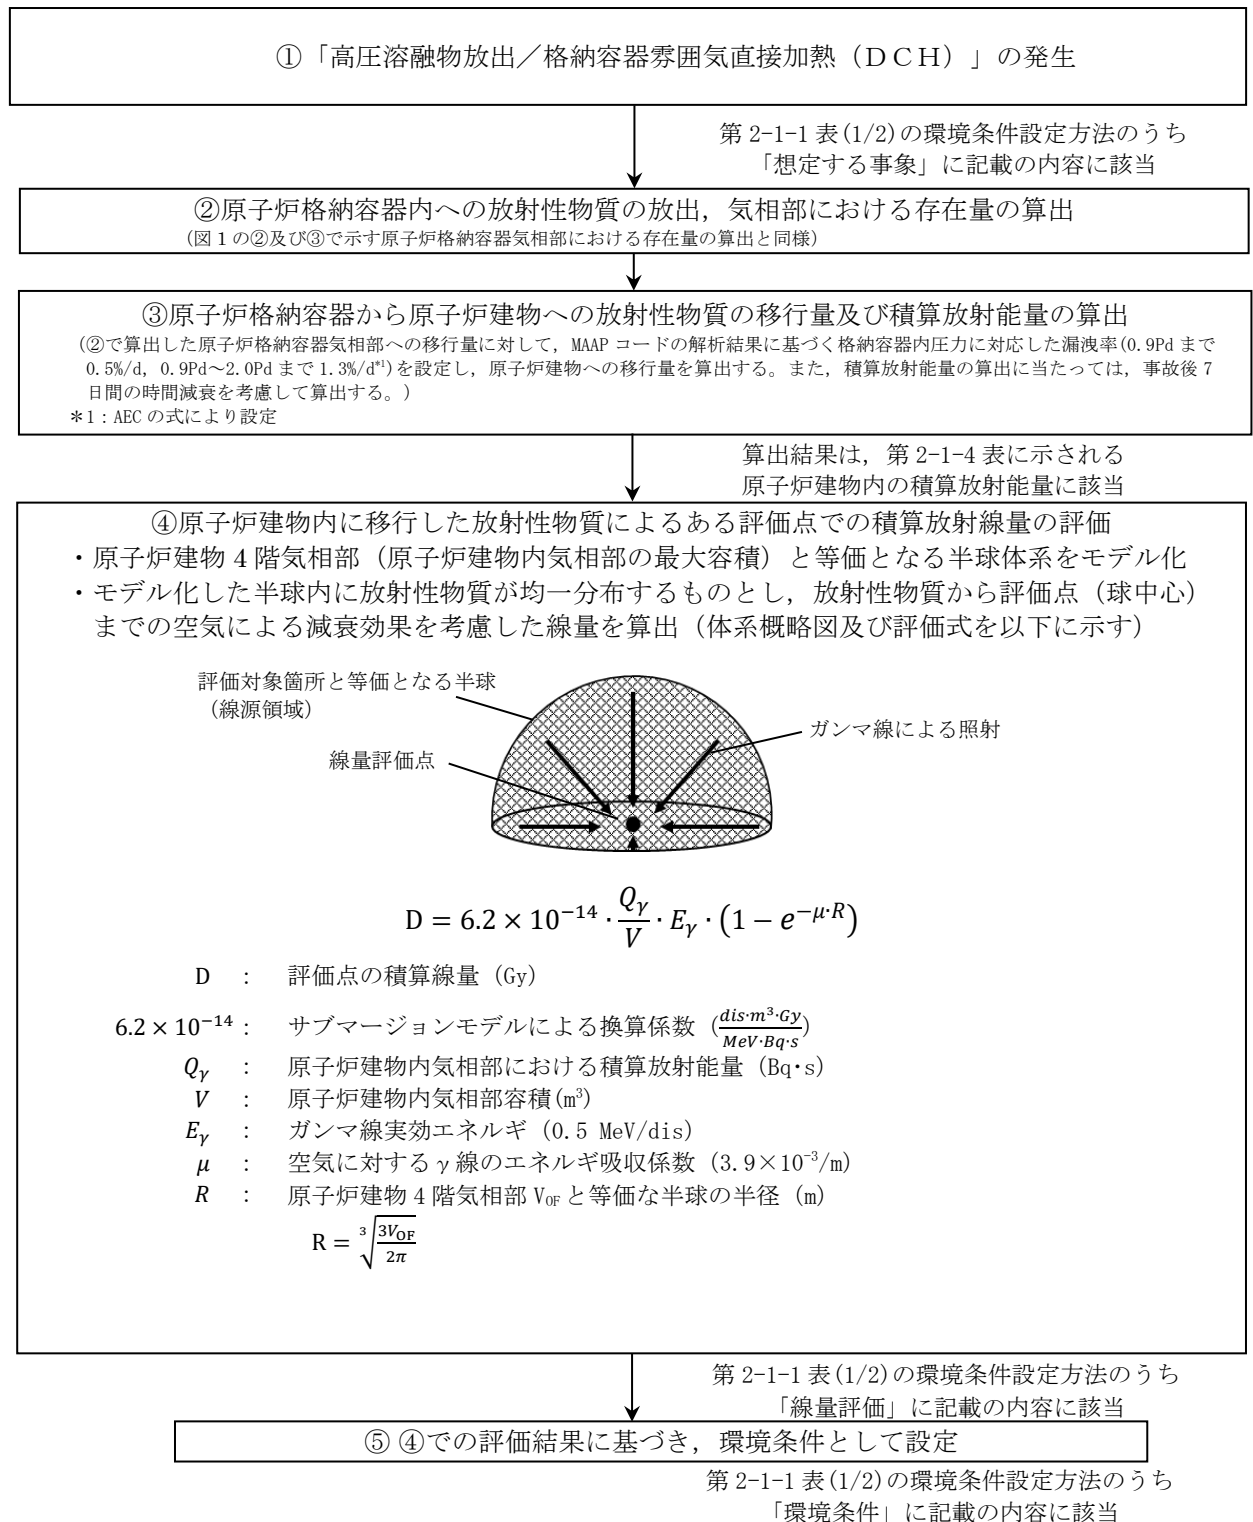 ①「高圧溶融物放出／格納容器雰囲気直接加熱（ＤＣＨ）」の発生
第 2-1-1 表(1/2)の環境条件設定方法のうち
「想定する事象」に記載の内容に該当
②原子炉格納容器内への放射性物質の放出，気相部における存在量の算出
(図１の②及び③で示す原子炉格納容器気相部における存在量の算出と同様)
③原子炉格納容器から原子炉建物への放射性物質の移行量及び積算放射能量の算出
(②で算出した原子炉格納容器気相部への移行量に対して，MAAP コードの解析結果に基づく格納容器内圧力に対応した漏洩率(0.9Pd まで
0.5%/d，0.9Pd～2.0Pd まで 1.3%/d*1)を設定し，原子炉建物への移行量を算出する。また，積算放射能量の算出に当たっては，事故後 7
日間の時間減衰を考慮して算出する。)
＊1：AEC の式により設定
算出結果は，第 2-1-4 表に示される
原子炉建物内の積算放射能量に該当
④原子炉建物内に移行した放射性物質によるある評価点での積算放射線量の評価
・原子炉建物 4 階気相部（原子炉建物内気相部の最大容積）と等価となる半球体系をモデル化
・モデル化した半球内に放射性物質が均一分布するものとし，放射性物質から評価点（球中心）
までの空気による減衰効果を考慮した線量を算出（体系概略図及び評価式を以下に示す）
評価対象箇所と等価となる半球
（線源領域）
ガンマ線による照射
線量評価点
D = 6.2 × 10⁻¹⁴ · Qγ/V · Eγ · (1 − e^{−μ·R})
D ： 評価点の積算線量 (Gy)
6.2 × 10⁻¹⁴： サブマージョンモデルによる換算係数 (dis·m³·Gy/MeV·Bq·s)
Qγ ： 原子炉建物内気相部における積算放射能量 (Bq･s)
V ： 原子炉建物内気相部容積(m³)
Eγ ： ガンマ線実効エネルギ (0.5 MeV/dis)
μ ： 空気に対するγ線のエネルギ吸収係数 (3.9×10⁻³/m)
R ： 原子炉建物 4 階気相部 V_OF と等価な半球の半径 (m)
R = ³√(3V_OF/2π)
第 2-1-1 表(1/2)の環境条件設定方法のうち
「線量評価」に記載の内容に該当
⑤ ④での評価結果に基づき，環境条件として設定
第 2-1-1 表(1/2)の環境条件設定方法のうち
「環境条件」に記載の内容に該当